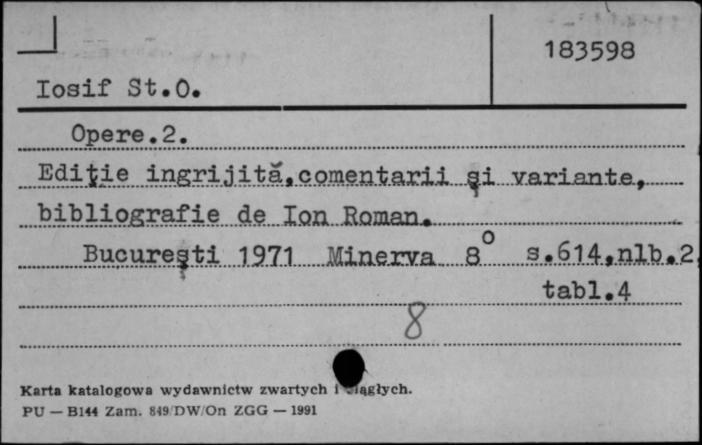 183598
Iosif St.O.
Opere.2.
Ediţie ingrijită,comentarii şi variante,
bibliografie de Ion Roman.
Bucureşti 1971 Minerva 8° s.614,nlb.2,
tabl.4
8
Karta katalogowa wydawnictw zwartych i ciągłych.
PU — B144 Zam. 849/DW/On ZGG — 1991